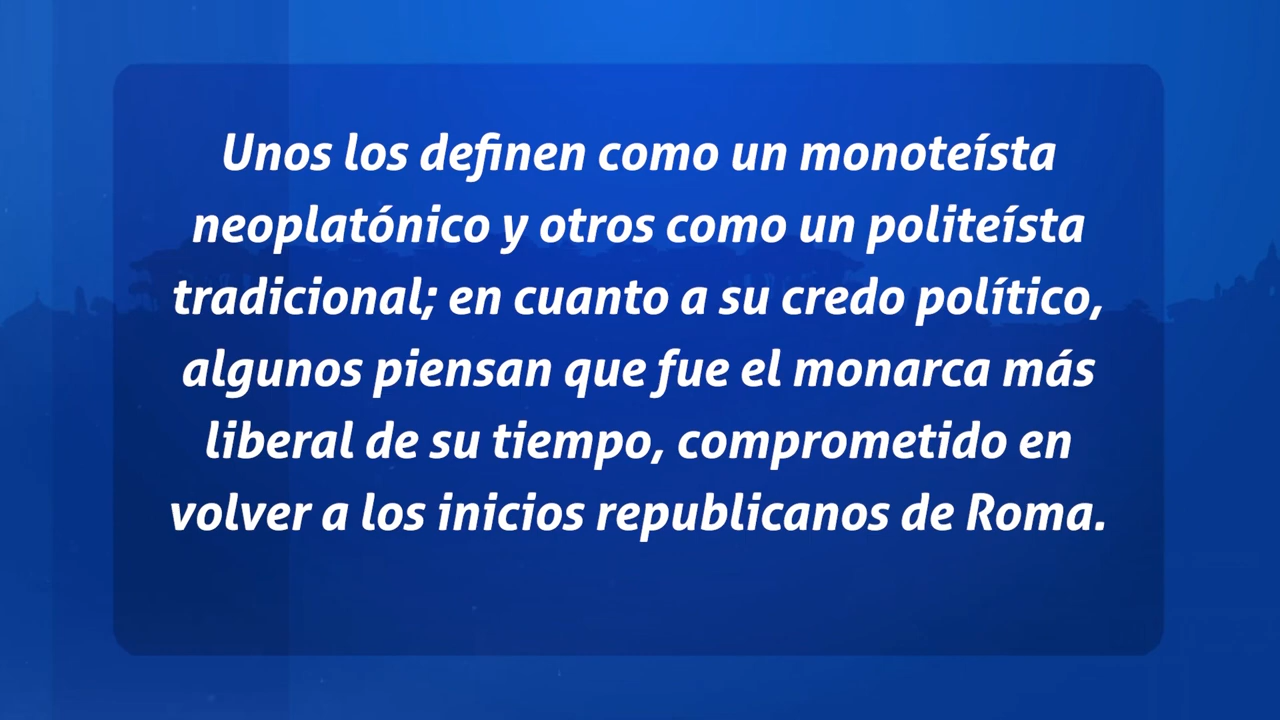 Unos los definen como un monoteísta
neoplatónico y otros como un politeísta
tradicional; en cuanto a su credo político,
algunos piensan que fue el monarca más
liberal de su tiempo, comprometido en
volver a los inicios republicanos de Roma.